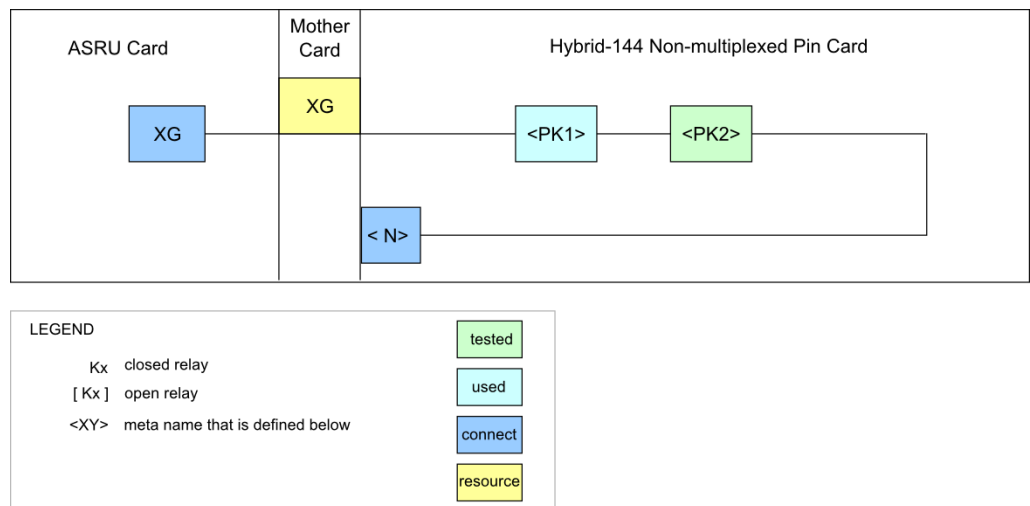 ASRU Card
Mother
Card
Hybrid-144 Non-multiplexed Pin Card
XG
XG
<PK1>
<PK2>
< N>
LEGEND
Kx closed relay
[ Kx ] open relay
<XY> meta name that is defined below
tested
used
connect
resource